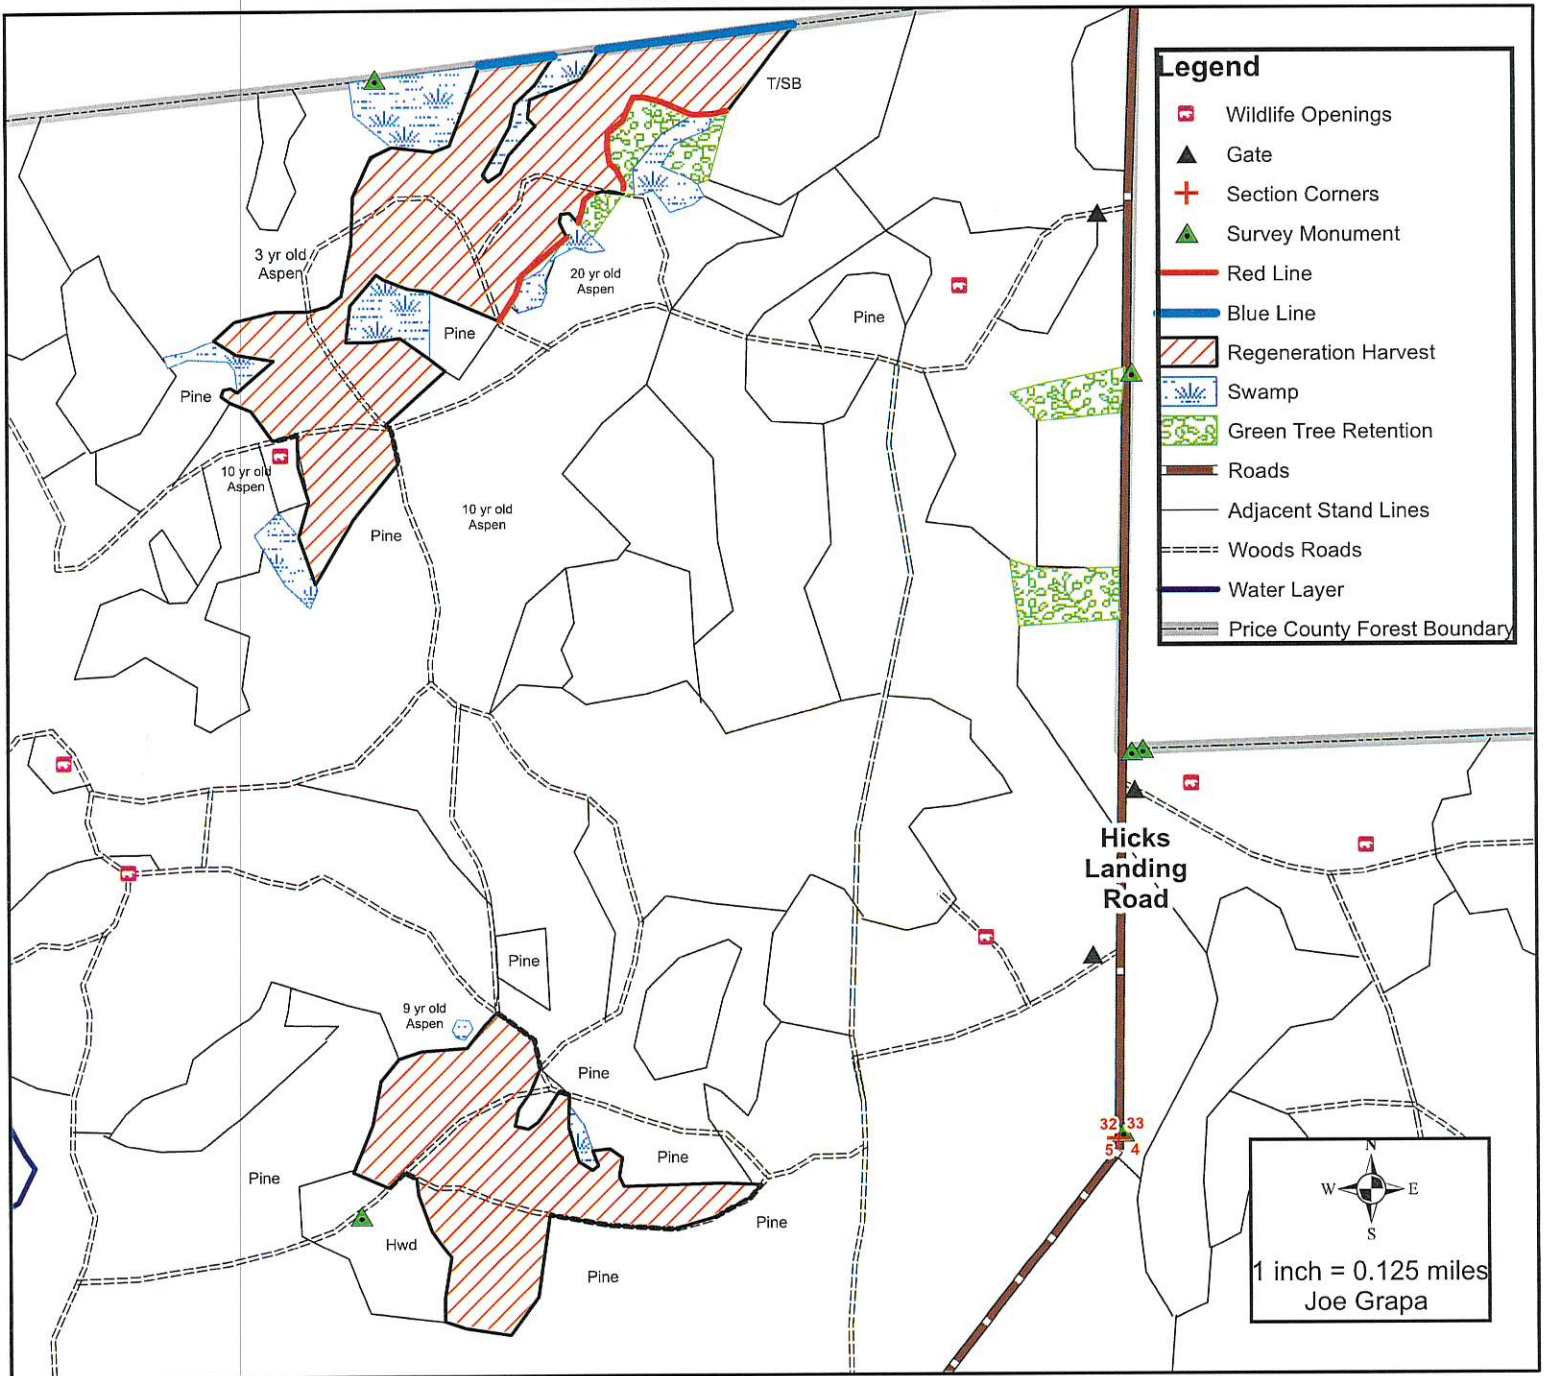 T/SB
3 yr old
Aspen
20 yr old
Aspen
Pine
Pine
Pine
10 yr old
Aspen
10 yr old
Aspen
Pine
Legend
Wildlife Openings
Gate
Section Corners
Survey Monument
Red Line
Blue Line
Regeneration Harvest
Swamp
Green Tree Retention
Roads
Adjacent Stand Lines
Woods Roads
Water Layer
Price County Forest Boundary
Hicks
Landing
Road
Pine
9 yr old
Aspen
Pine
Pine
Pine
Pine
Hwd
Pine
32 33
5 4
N
W E
S
1 inch = 0.125 miles
Joe Grapa